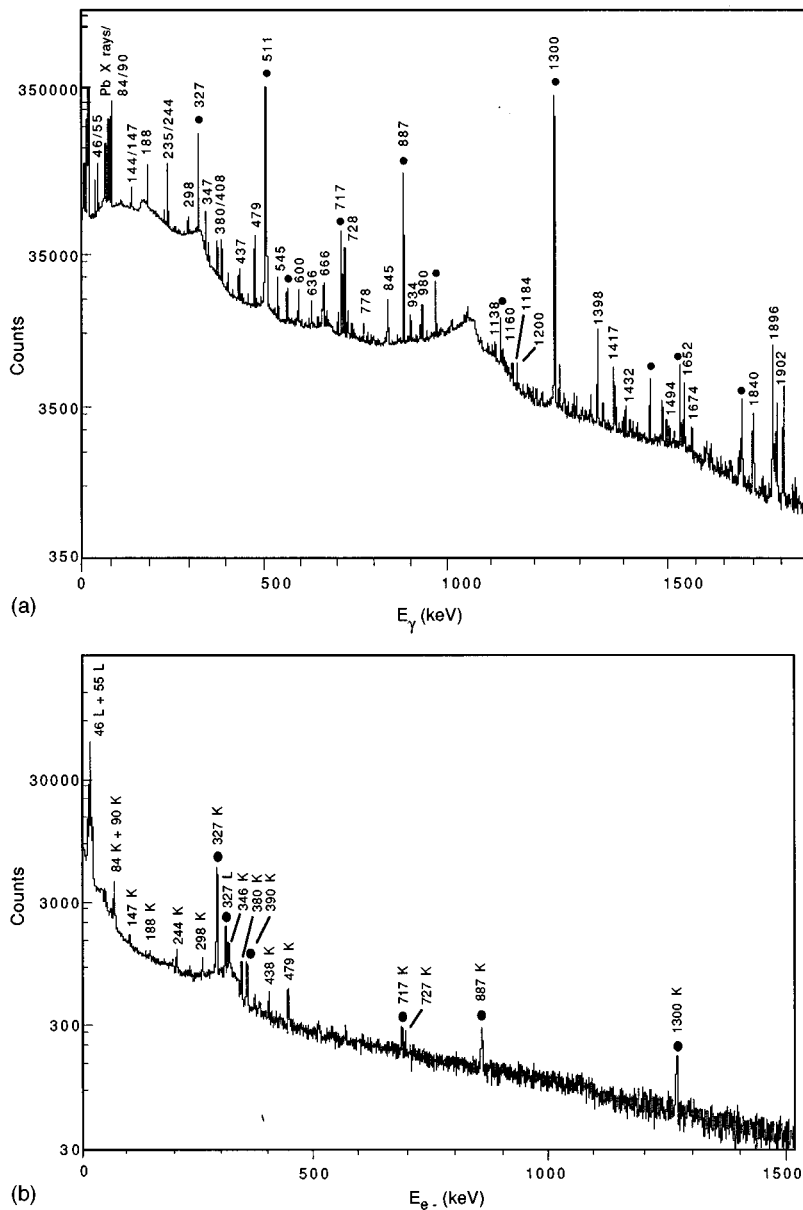 350000
35000
3500
350
Counts
46/55
Pb X rays/
84/90
144/147
188
235/244
298
327
347
380/408
437
479
511
545
600
636
666
717
728
778
845
887
934
980
1138
1160
1184
1200
1300
1398
1417
1432
1494
1652
1674
1840
1896
1902
0
500
1000
1500
(a)
Eγ (keV)
30000
3000
300
30
Counts
46 L + 55 L
84 K + 90 K
147 K
188 K
244 K
298 K
327 K
327 L
346 K
380 K
390 K
438 K
479 K
717 K
727 K
887 K
1300 K
0
500
1000
1500
(b)
Ee- (keV)